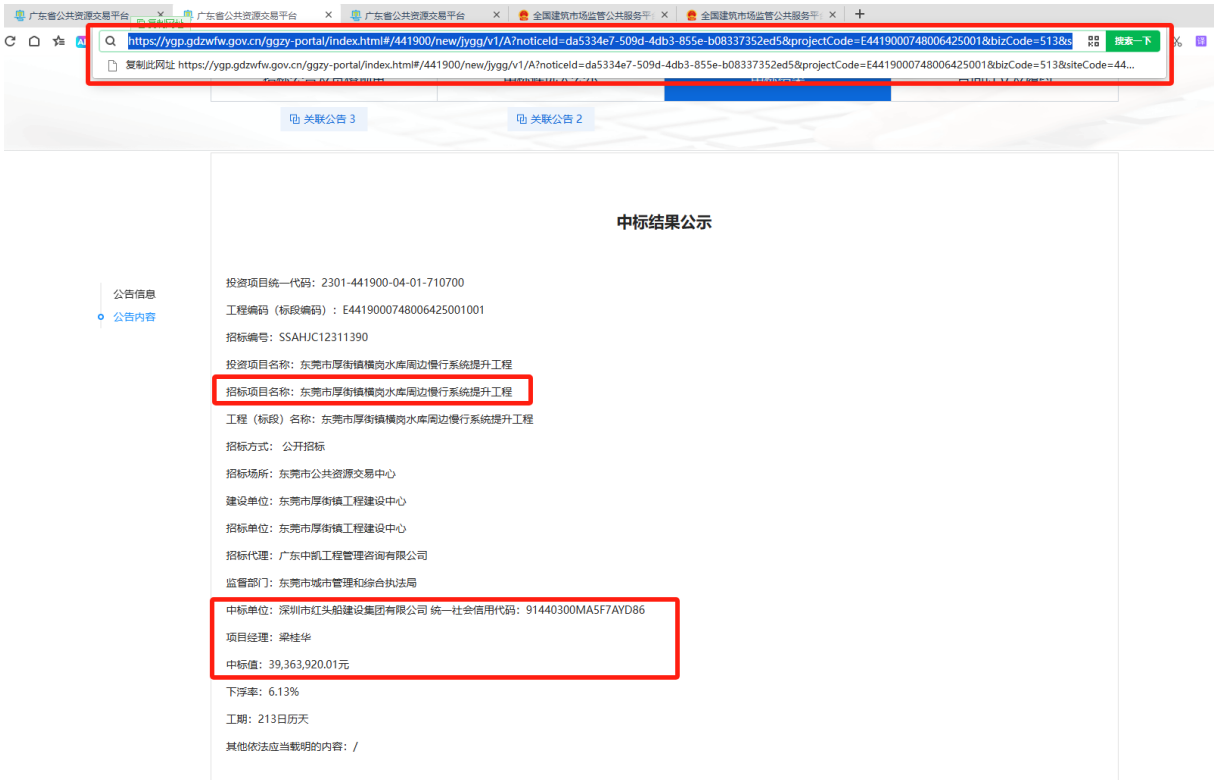 广东省公共资源交易平台
广东省公共资源交易平台
广东省公共资源交易平台
全国建筑市场监管公共服务平
全国建筑市场监管公共服务平
https://ygp.gdzwfw.gov.cn/ggzy-portal/index.html#/441900/new/jygg/v1/A?noticeId=da5334e7-509d-4db3-855e-b08337352ed5&projectCode=E4419000748006425001&bizCode=513&s
搜索一下
译
复制此网址 https://ygp.gdzwfw.gov.cn/ggzy-portal/index.html#/441900/new/jygg/v1/A?noticeId=da5334e7-509d-4db3-855e-b08337352ed5&projectCode=E4419000748006425001&bizCode=513&siteCode=44...
关联公告 3
关联公告 2
中标结果公示
公告信息
公告内容
投资项目统一代码：2301-441900-04-01-710700
工程编码（标段编码）：E4419000748006425001001
招标编号：SSAHJC12311390
投资项目名称：东莞市厚街镇横岗水库周边慢行系统提升工程
招标项目名称：东莞市厚街镇横岗水库周边慢行系统提升工程
工程（标段）名称：东莞市厚街镇横岗水库周边慢行系统提升工程
招标方式： 公开招标
招标场所：东莞市公共资源交易中心
建设单位：东莞市厚街镇工程建设中心
招标单位：东莞市厚街镇工程建设中心
招标代理：广东中凯工程管理咨询有限公司
监督部门：东莞市城市管理和综合执法局
中标单位：深圳市红头船建设集团有限公司 统一社会信用代码：91440300MA5F7AYD86
项目经理：梁桂华
中标值：39,363,920.01元
下浮率：6.13%
工期：213日历天
其他依法应当载明的内容：/